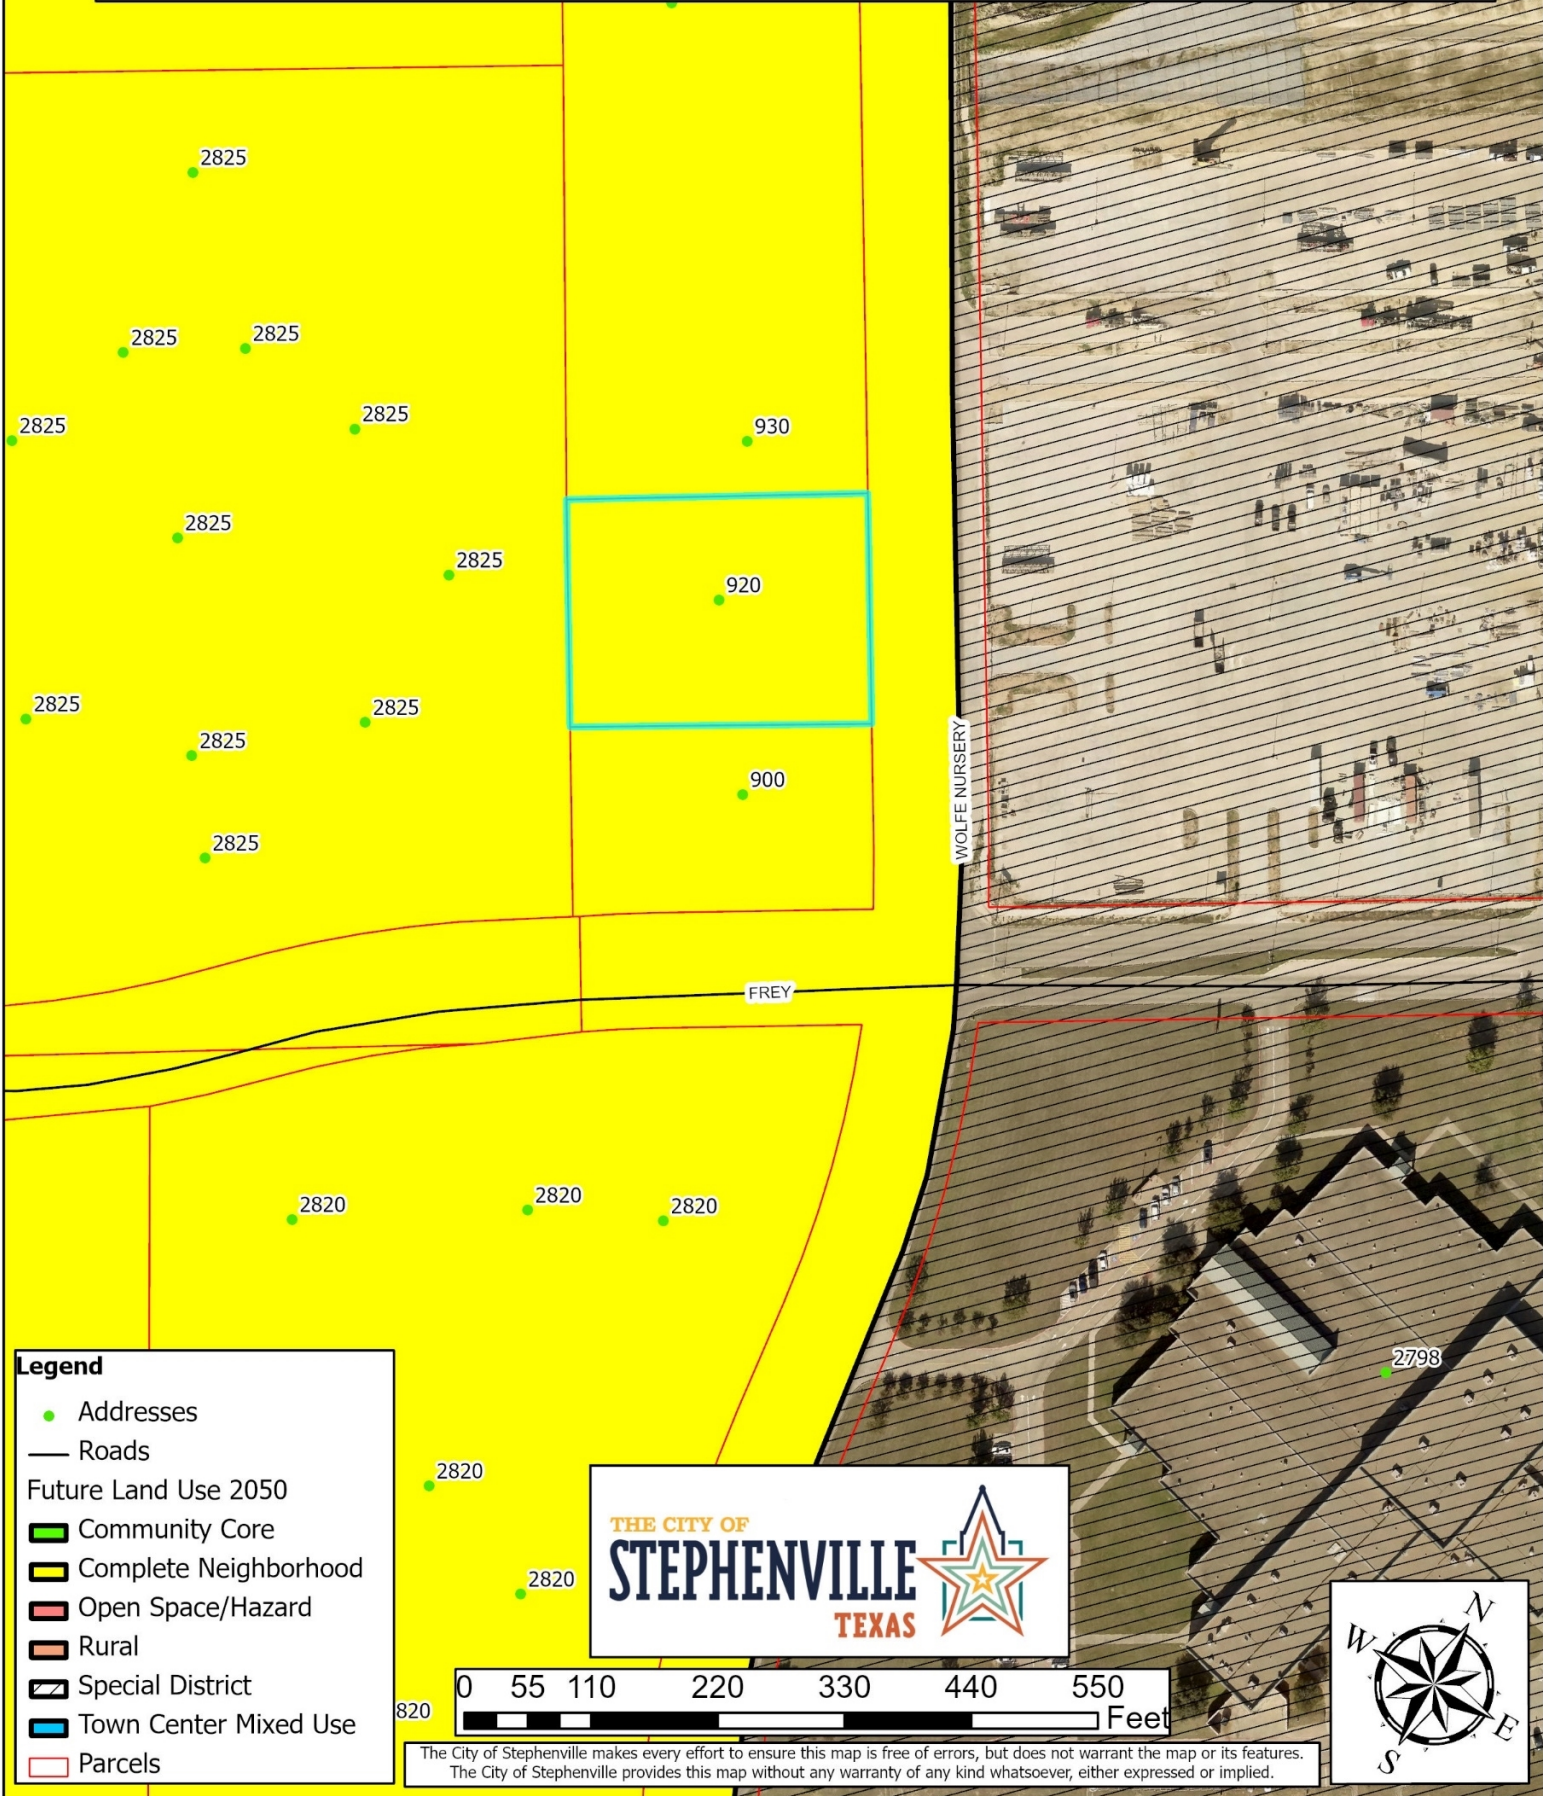 2825
2825
2825
2825
2825
930
2825
2825
920
2825
2825
2825
900
2825
WOLFE NURSERY
FREY
2820
2820
2820
2798
2820
2820
820
Legend
Addresses
Roads
Future Land Use 2050
Community Core
Complete Neighborhood
Open Space/Hazard
Rural
Special District
Town Center Mixed Use
Parcels
THE CITY OF
STEPHENVILLE
TEXAS
0 55 110 220 330 440 550
Feet
The City of Stephenville makes every effort to ensure this map is free of errors, but does not warrant the map or its features.
The City of Stephenville provides this map without any warranty of any kind whatsoever, either expressed or implied.
N
W
E
S